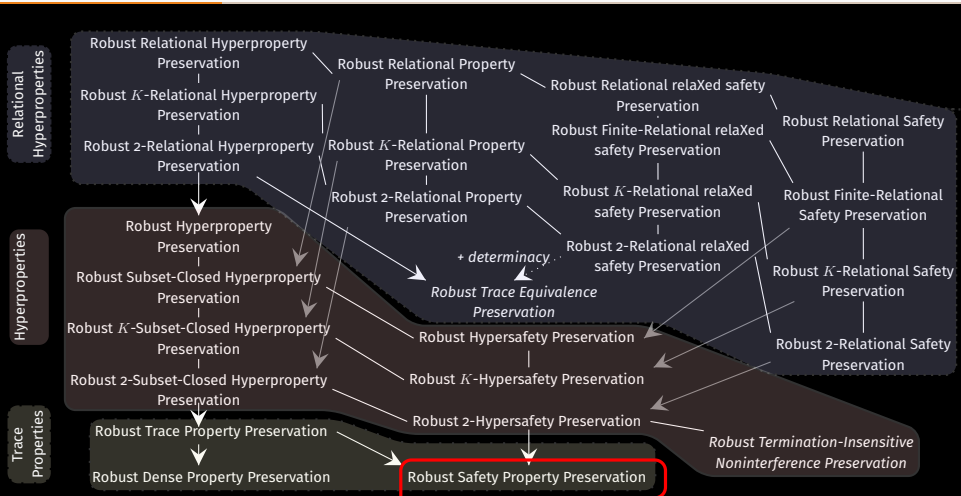 Relational
Hyperproperties
Robust Relational Hyperproperty
Preservation
Robust K-Relational Hyperproperty
Preservation
Robust 2-Relational Hyperproperty
Preservation
Robust Relational Property
Preservation
Robust K-Relational Property
Preservation
Robust 2-Relational Property
Preservation
Robust Relational relaXed safety
Preservation
Robust Finite-Relational relaXed
safety Preservation
Robust K-Relational relaXed
safety Preservation
Robust 2-Relational relaXed
safety Preservation
Robust Relational Safety
Preservation
Robust Finite-Relational
Safety Preservation
Robust K-Relational Safety
Preservation
Robust 2-Relational Safety
Preservation
+ determinacy
Robust Trace Equivalence
Preservation
Hyperproperties
Robust Hyperproperty
Preservation
Robust Subset-Closed Hyperproperty
Preservation
Robust K-Subset-Closed Hyperproperty
Preservation
Robust 2-Subset-Closed Hyperproperty
Preservation
Robust Hypersafety Preservation
Robust K-Hypersafety Preservation
Robust 2-Hypersafety Preservation
Robust Termination-Insensitive
Noninterference Preservation
Trace
Properties
Robust Trace Property Preservation
Robust Dense Property Preservation
Robust Safety Property Preservation